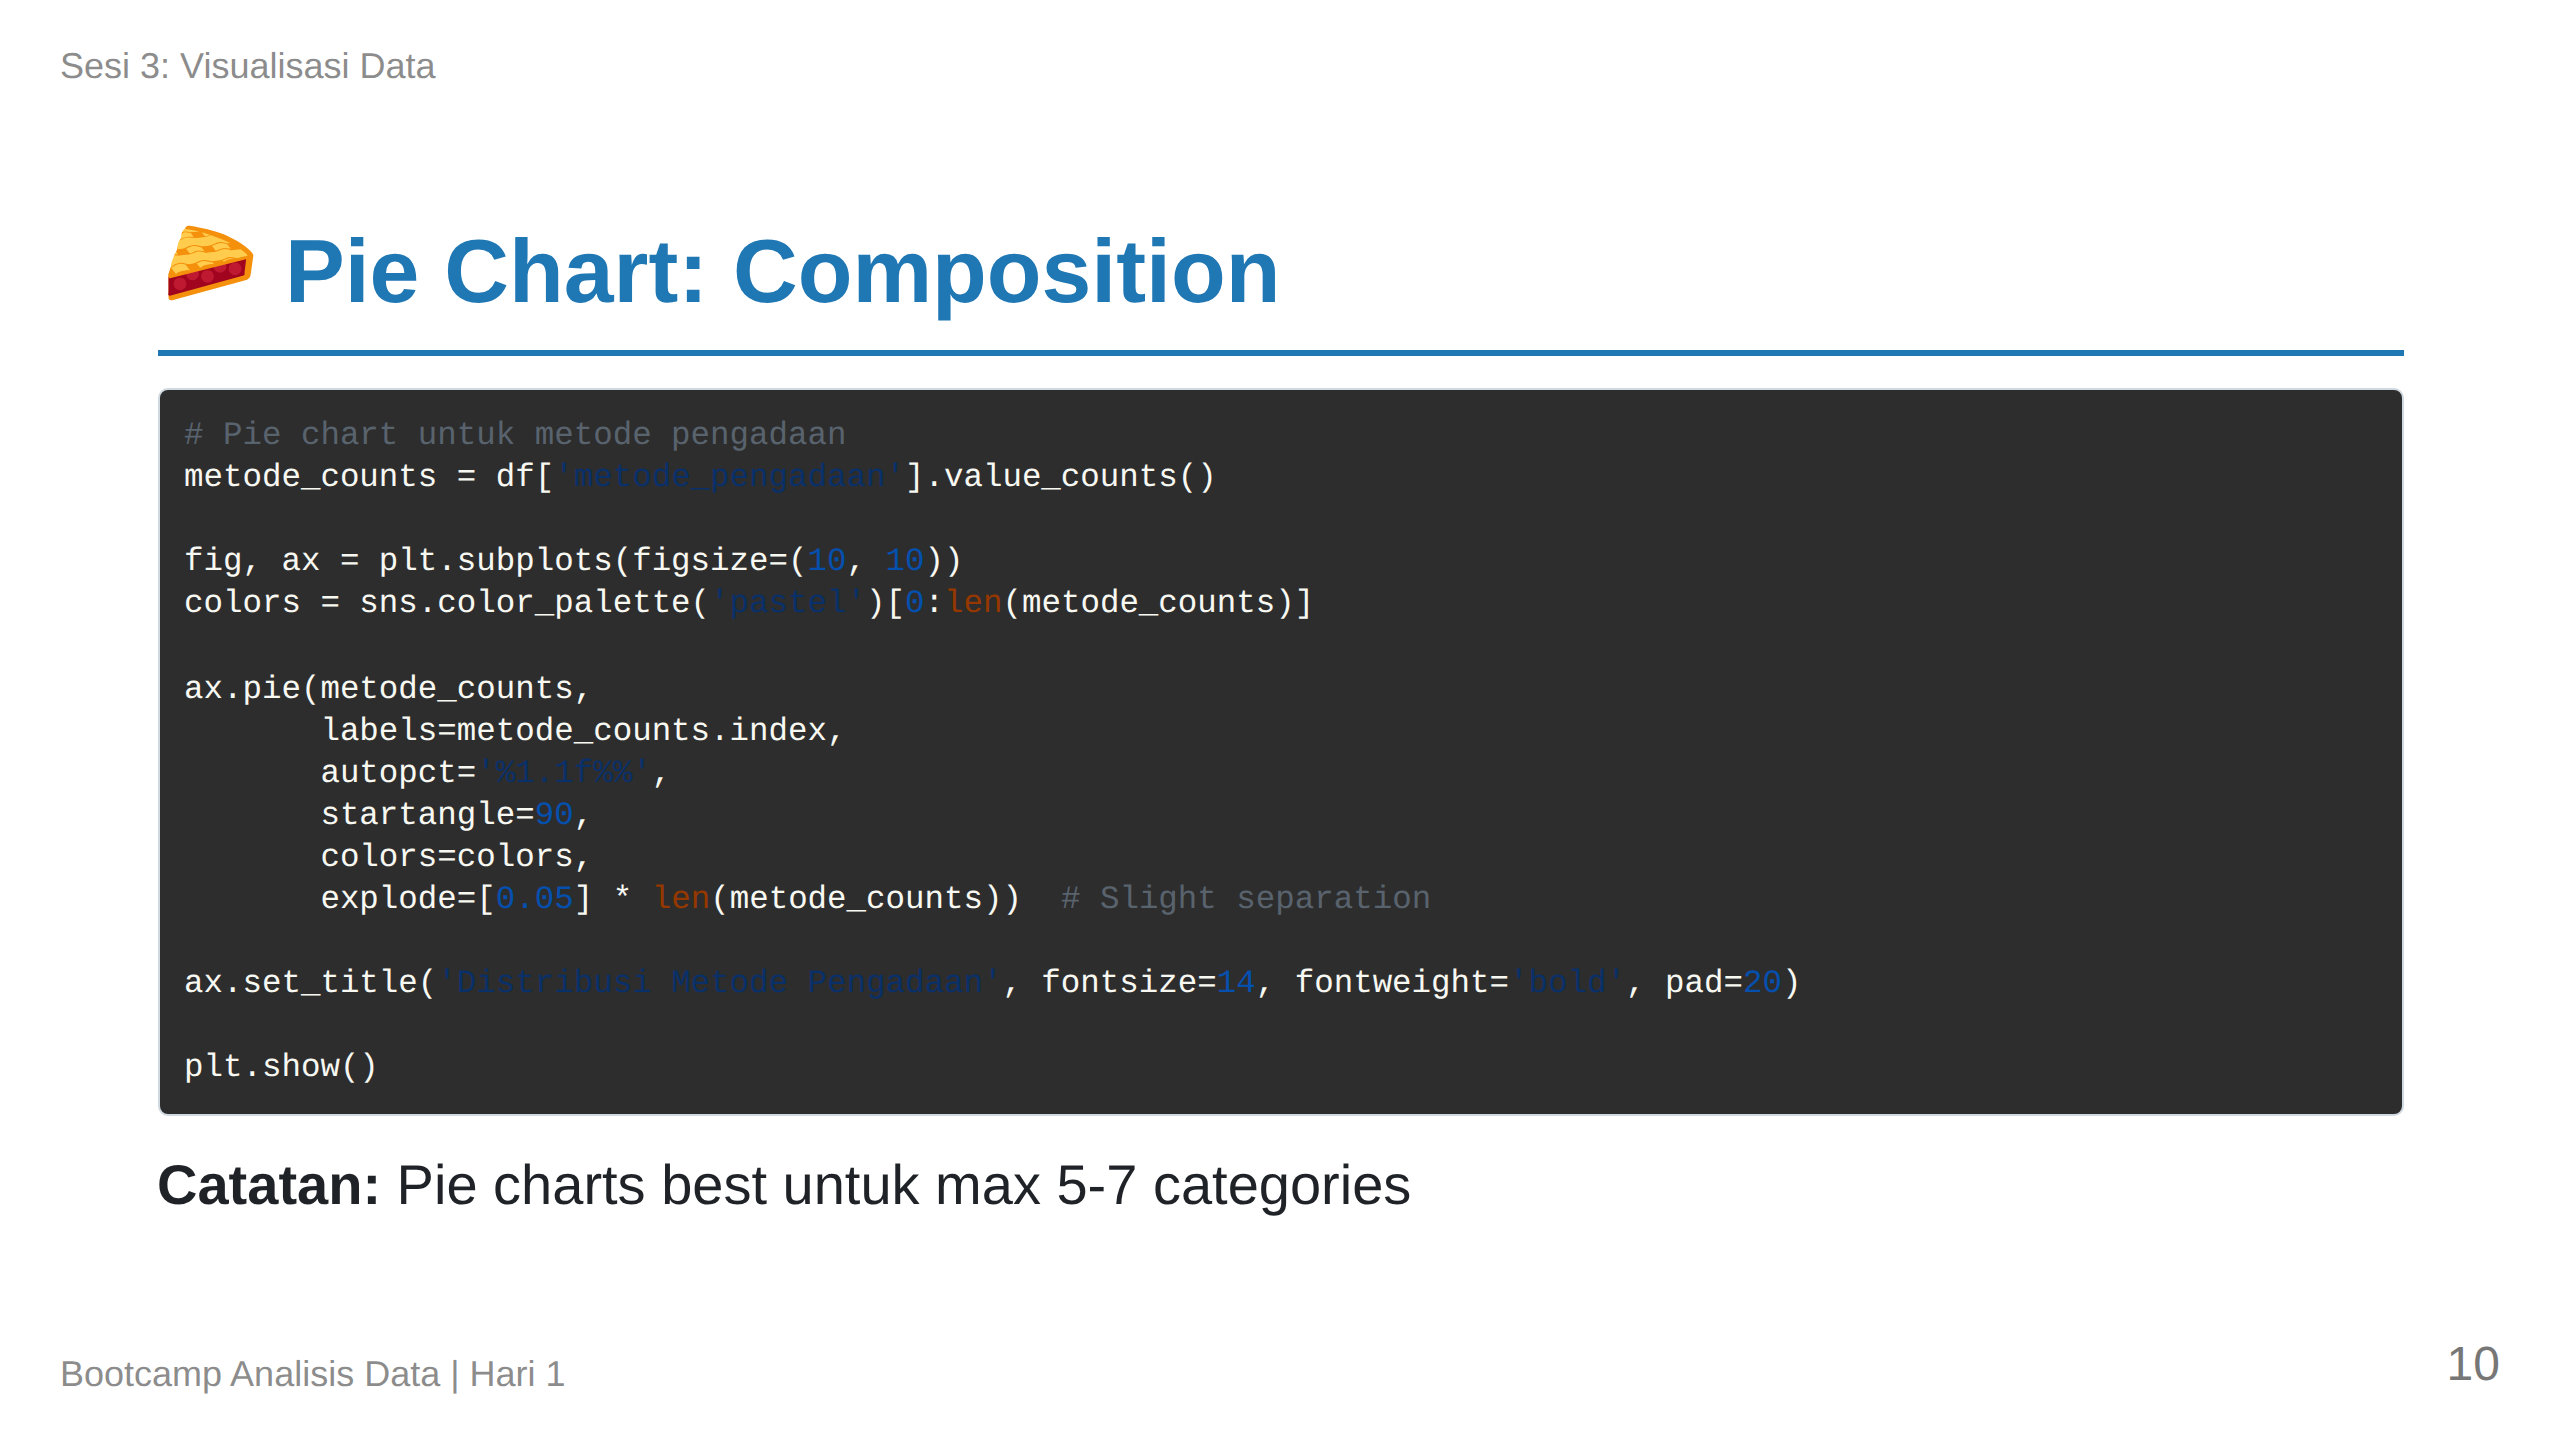 Sesi 3: Visualisasi Data
🥧 Pie Chart: Composition
# Pie chart untuk metode pengadaan
metode_counts = df['metode_pengadaan'].value_counts()

fig, ax = plt.subplots(figsize=(10, 10))
colors = sns.color_palette('pastel')[0:len(metode_counts)]

ax.pie(metode_counts,
       labels=metode_counts.index,
       autopct='%1.1f%%',
       startangle=90,
       colors=colors,
       explode=[0.05] * len(metode_counts))  # Slight separation

ax.set_title('Distribusi Metode Pengadaan', fontsize=14, fontweight='bold', pad=20)

plt.show()
Catatan: Pie charts best untuk max 5-7 categories
Bootcamp Analisis Data | Hari 1
10